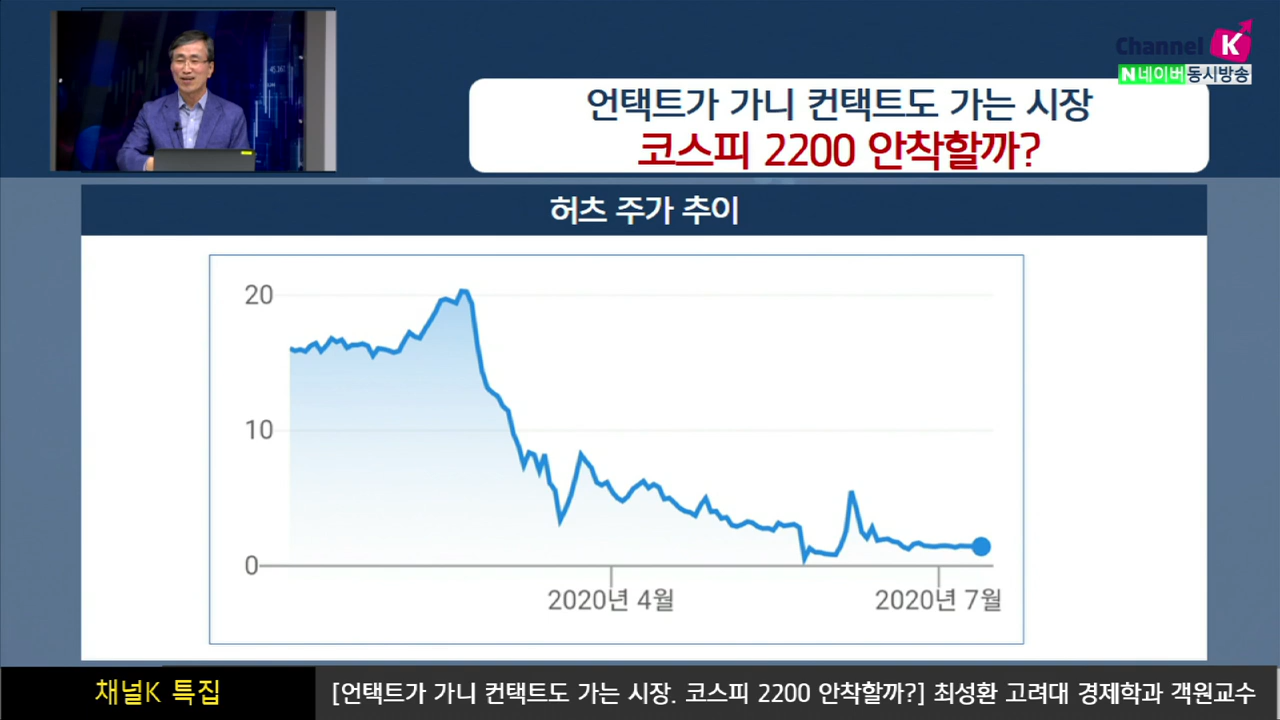 Channel K
N 네이버 동시방송
언택트가 가니 컨택트도 가는 시장
코스피 2200 안착할까?
허츠 주가 추이
20
10
0
2020년 4월
2020년 7월
채널K 특집
[언택트가 가니 컨택트도 가는 시장. 코스피 2200 안착할까?] 최성환 고려대 경제학과 객원교수